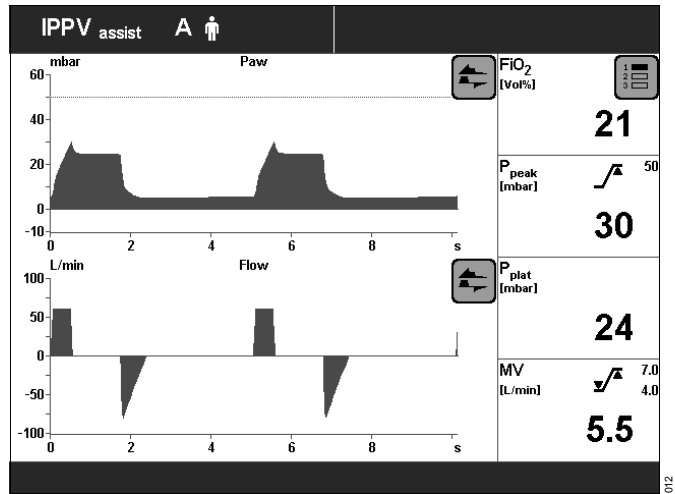 IPPV assist A
mbar Paw
60
40
20
0
-10
0 2 4 6 8 s
L/min Flow
100
50
0
-50
-100
0 2 4 6 8 s
FiO2
[Vol%]
1
2
3
21
Ppeak
[mbar]
50
30
Pplat
[mbar]
24
MV
[L/min]
7.0
4.0
5.5
012